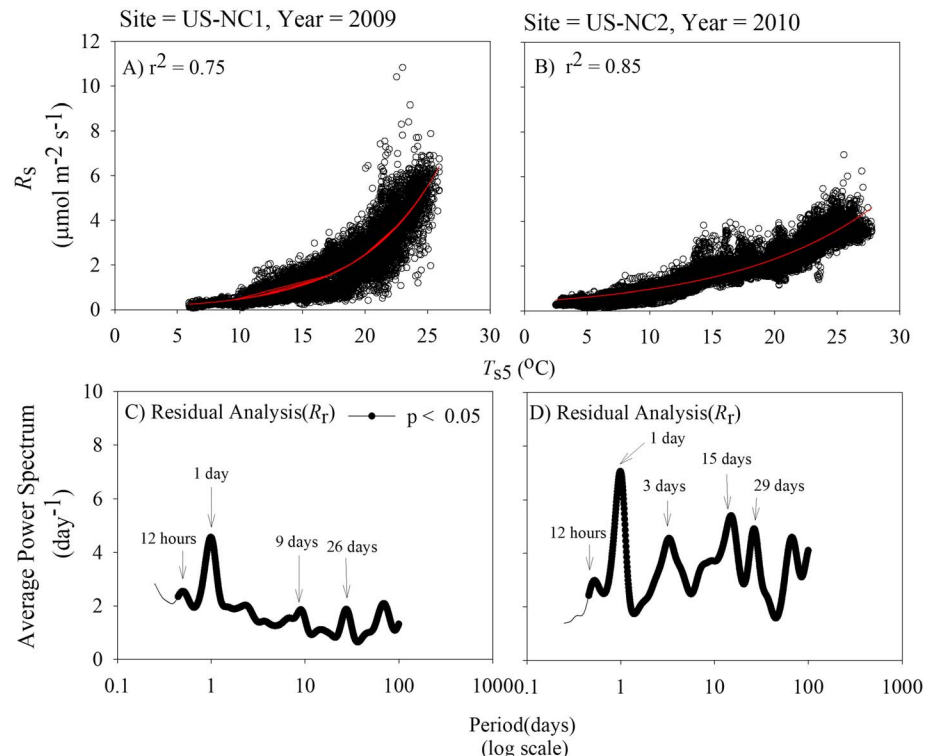 Site = US-NC1, Year = 2009
Site = US-NC2, Year = 2010
12
10
8
6
4
2
0
Rs
(μmol m-2 s-1)
A) r2 = 0.75
B) r2 = 0.85
0 5 10 15 20 25 30
0 5 10 15 20 25 30
Ts5 (oC)
10
8
6
4
2
0
Average Power Spectrum
(day-1)
C) Residual Analysis(Rr) p < 0.05
1 day
12 hours
9 days
26 days
D) Residual Analysis(Rr)
1 day
15 days
3 days
29 days
12 hours
0.1 1 10 100 1000
0.1 1 10 100 1000
Period(days)
(log scale)